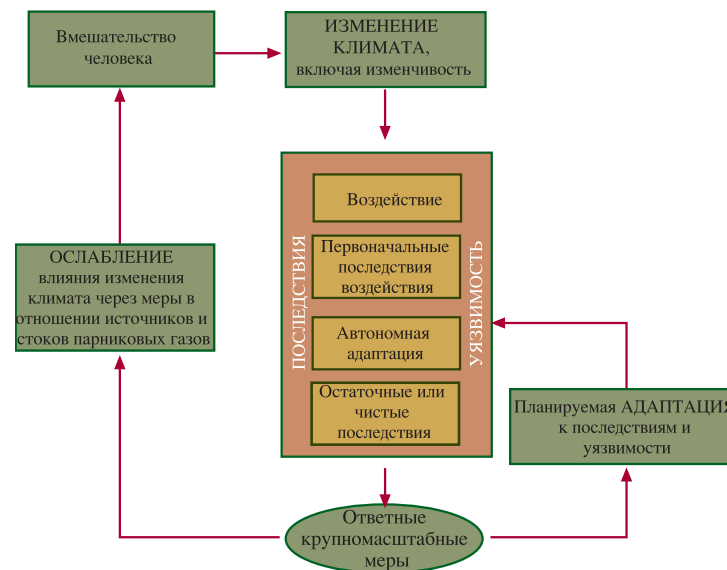 Вмешательство
человека
ИЗМЕНЕНИЕ
КЛИМАТА,
включая изменчивость
ПОСЛЕДСТВИЯ
Воздействие
Первоначальные
последствия
воздействия
Автономная
адаптация
Остаточные или
чистые
последствия
УЯЗВИМОСТЬ
ОСЛАБЛЕНИЕ
влияния изменения
климата через меры в
отношении источников и
стоков парниковых газов
Планируемая АДАПТАЦИЯ
к последствиям и
уязвимости
Ответные
крупномасштабные
меры